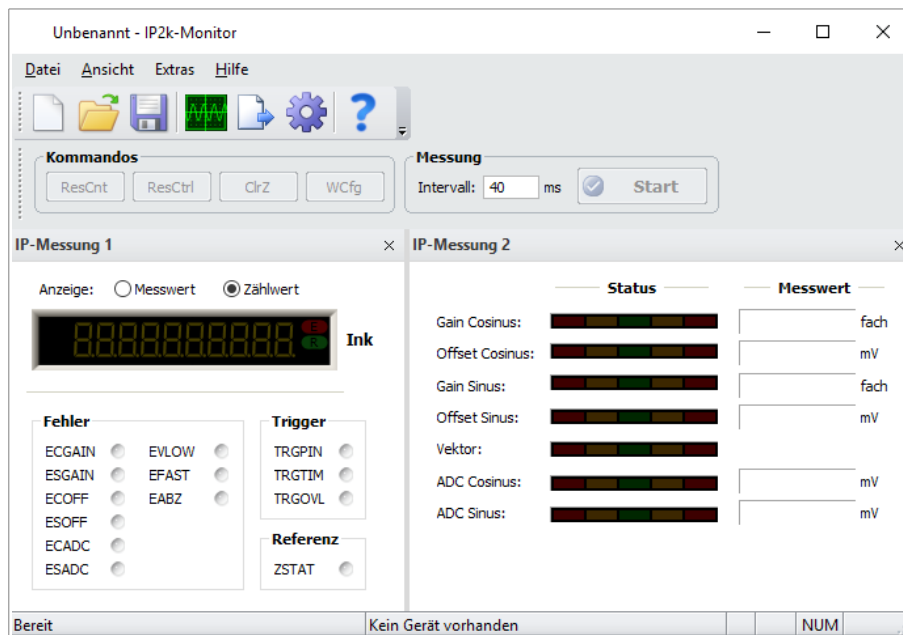 Unbenannt - IP2k-Monitor
Datei Ansicht Extras Hilfe
?
Kommandos
ResCnt ResCtrl ClrZ WCfg
Messung
Intervall: 40 ms Start
IP-Messung 1
Anzeige: Messwert Zählwert
E
R
Ink
Fehler
ECGAIN EVLOW
ESGAIN EFAST
ECOFF EABZ
ESOFF
ECADC
ESADC
Trigger
TRGPIN
TRGTIM
TRGOVL
Referenz
ZSTAT
IP-Messung 2
Status Messwert
Gain Cosinus: fach
Offset Cosinus: mV
Gain Sinus: fach
Offset Sinus: mV
Vektor:
ADC Cosinus: mV
ADC Sinus: mV
Bereit Kein Gerät vorhanden NUM